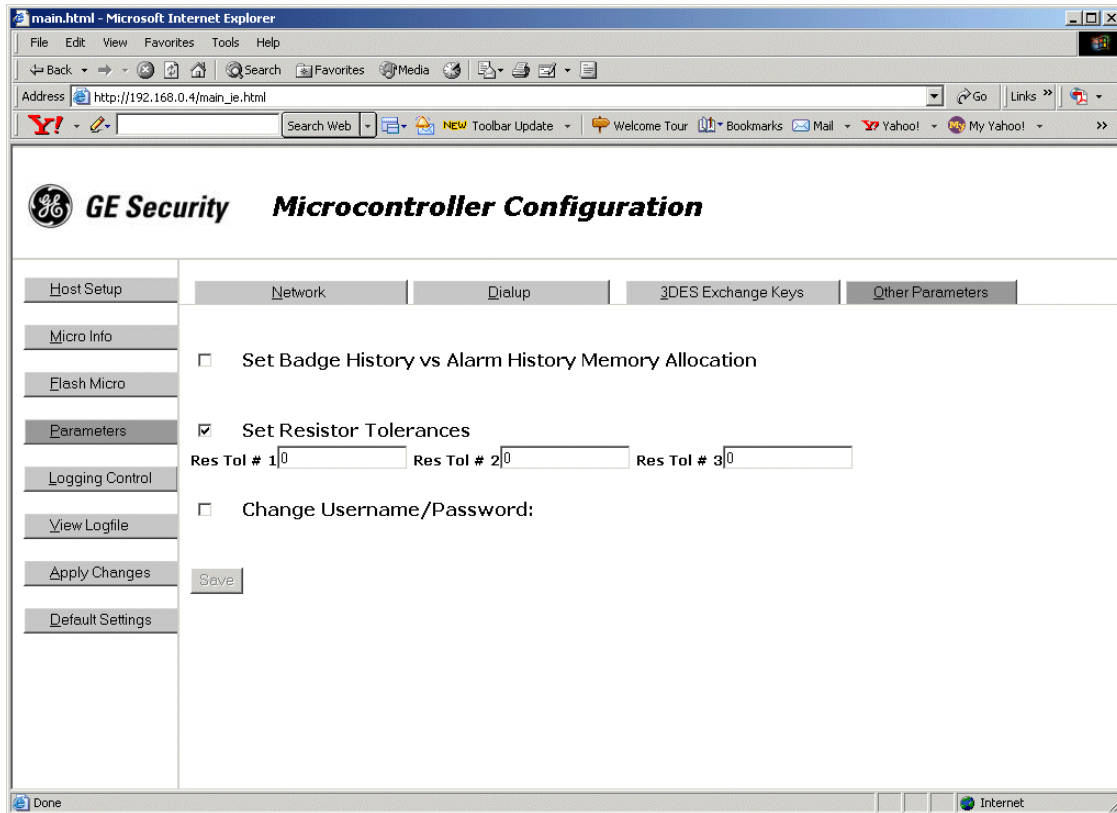 main.html - Microsoft Internet Explorer
File Edit View Favorites Tools Help
Back Search Favorites Media
Address http://192.168.0.4/main_ie.html Go Links »
Y! Search Web NEW Toolbar Update Welcome Tour Bookmarks Mail Y? Yahoo! My My Yahoo! »
GE Security Microcontroller Configuration
Host Setup
Micro Info
Flash Micro
Parameters
Logging Control
View Logfile
Apply Changes
Default Settings
Network Dialup 3DES Exchange Keys Other Parameters
Set Badge History vs Alarm History Memory Allocation
Set Resistor Tolerances
Res Tol # 1 0 Res Tol # 2 0 Res Tol # 3 0
Change Username/Password:
Save
Done Internet